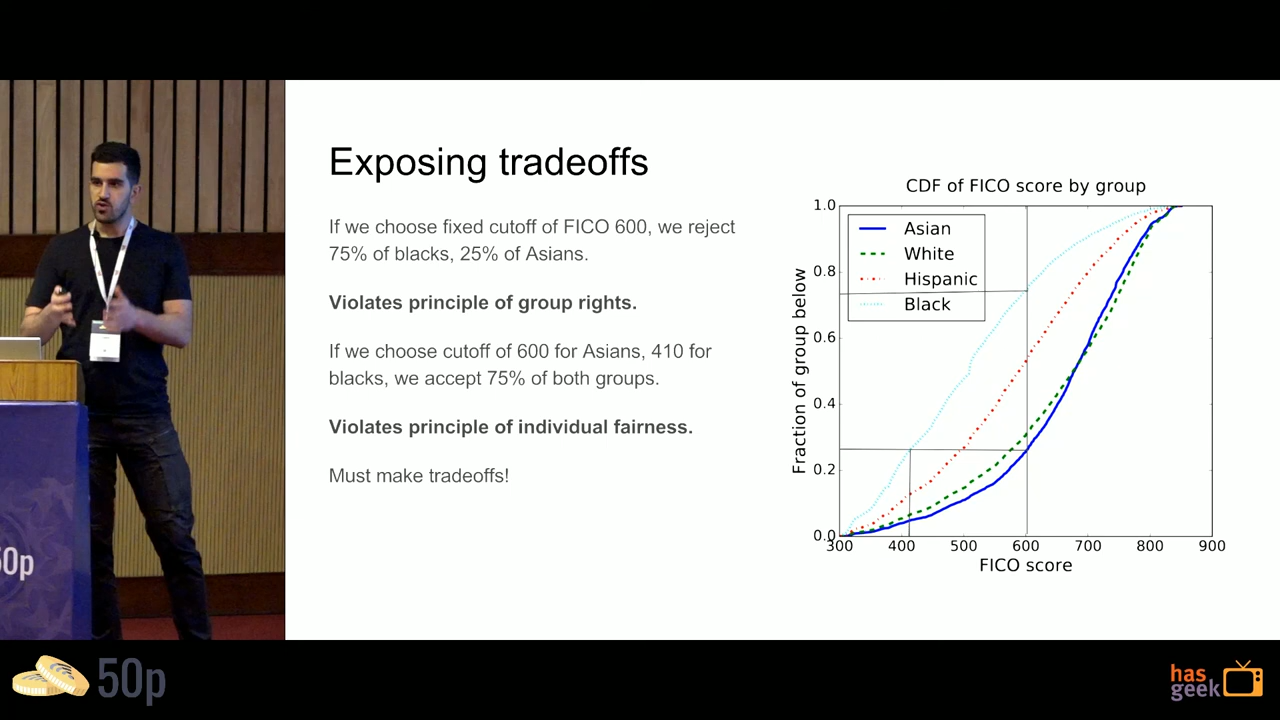 Exposing tradeoffs
If we choose fixed cutoff of FICO 600, we reject
75% of blacks, 25% of Asians.
Violates principle of group rights.
If we choose cutoff of 600 for Asians, 410 for
blacks, we accept 75% of both groups.
Violates principle of individual fairness.
Must make tradeoffs!
CDF of FICO score by group
Asian
White
Hispanic
Black
Fraction of group below
1.0
0.8
0.6
0.4
0.2
0.0
300 400 500 600 700 800 900
FICO score
50p
50p
has
geek